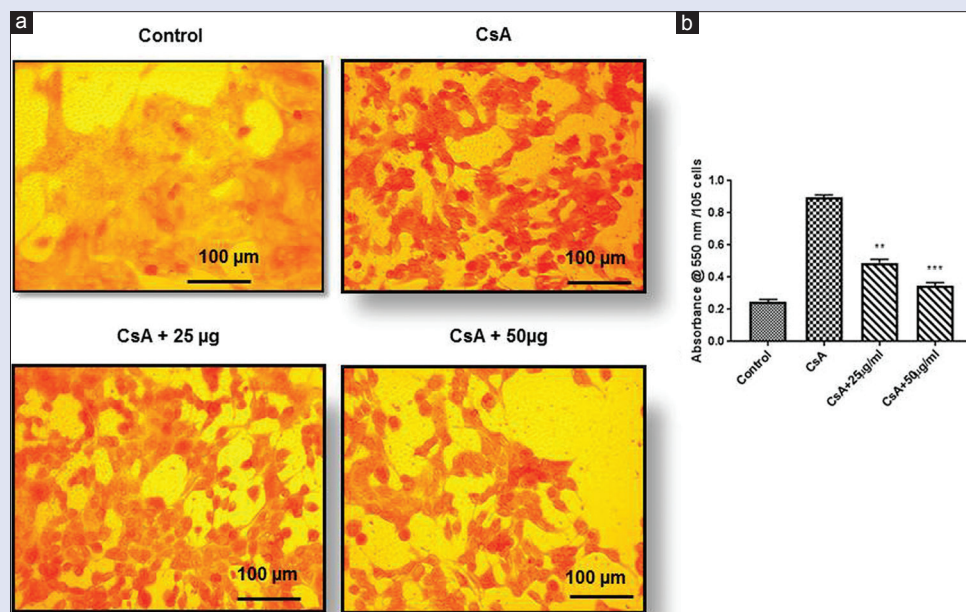 a
Control
CsA
100 µm
100 µm
CsA + 25 µg
CsA + 50µg
100 µm
100 µm
b
Absorbance @ 550 nm /105 cells
1.0
0.8
0.6
0.4
0.2
0.0
**
***
Control
CsA
CsA+25µg/ml
CsA+50µg/ml